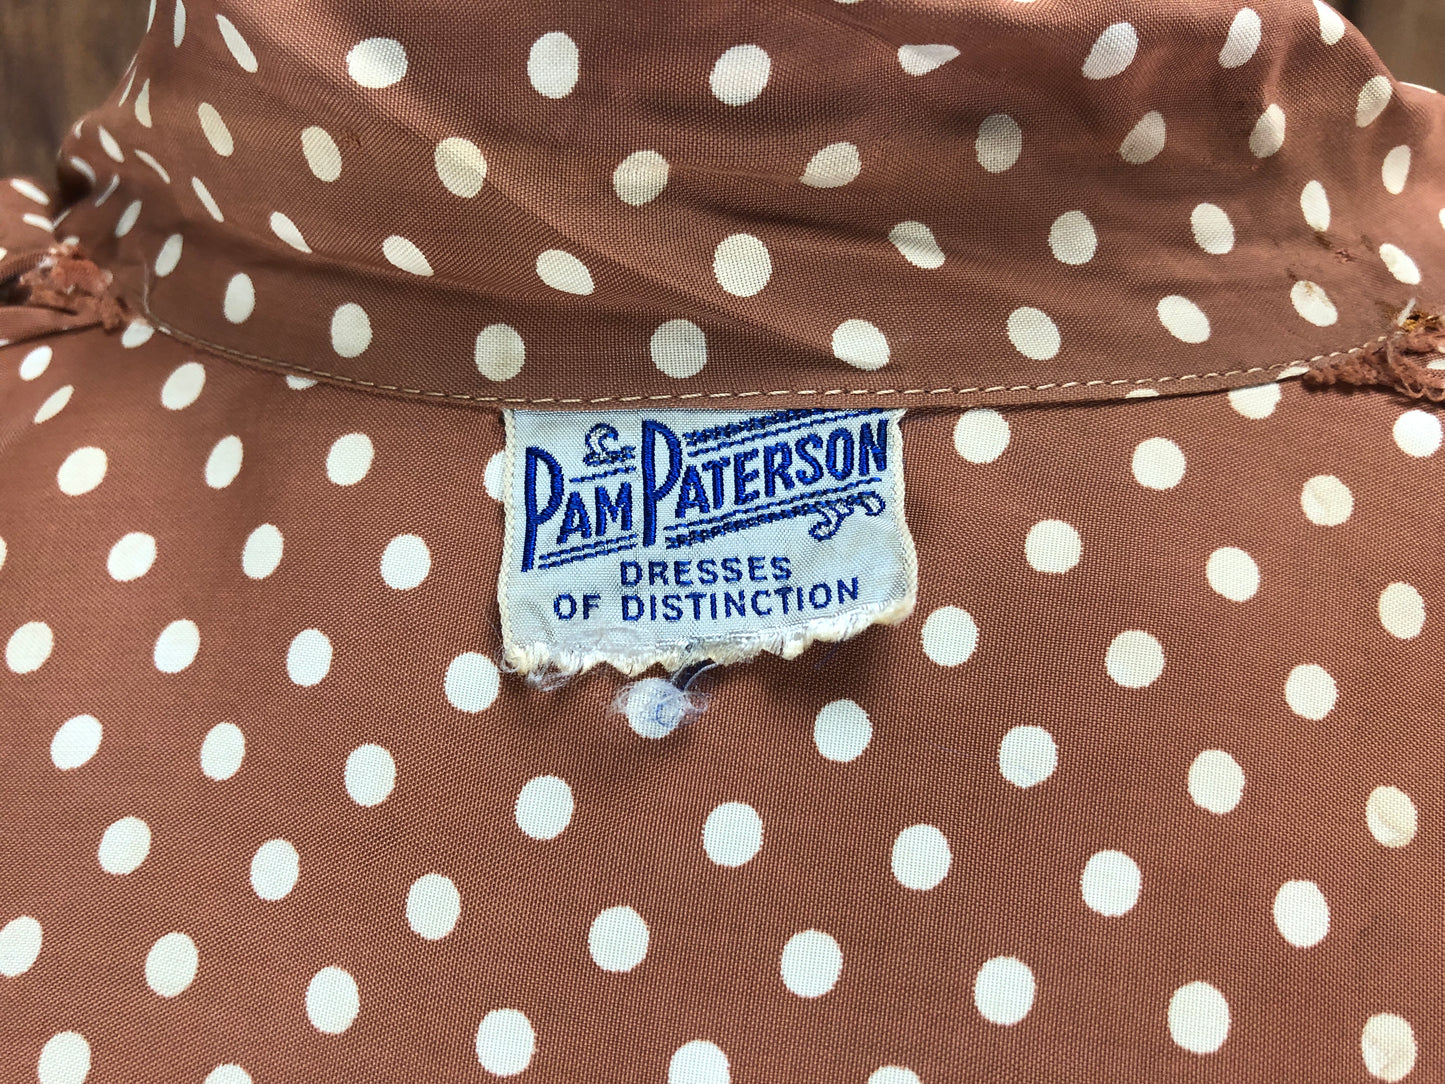 PAM PATERSON
DRESSES
OF DISTINCTION